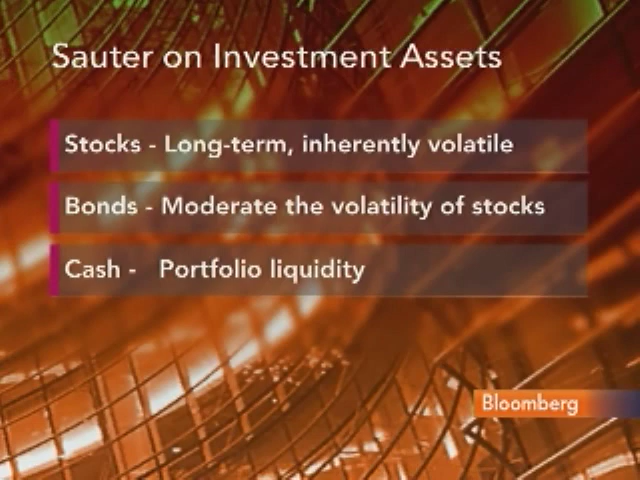 Sauter on Investment Assets
Stocks - Long-term, inherently volatile
Bonds - Moderate the volatility of stocks
Cash - Portfolio liquidity
Bloomberg